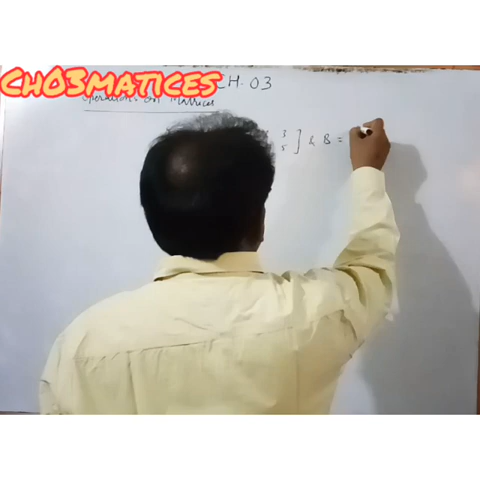 Ch03matices CH.03
Operations on Matrices
3
5 ] & B =